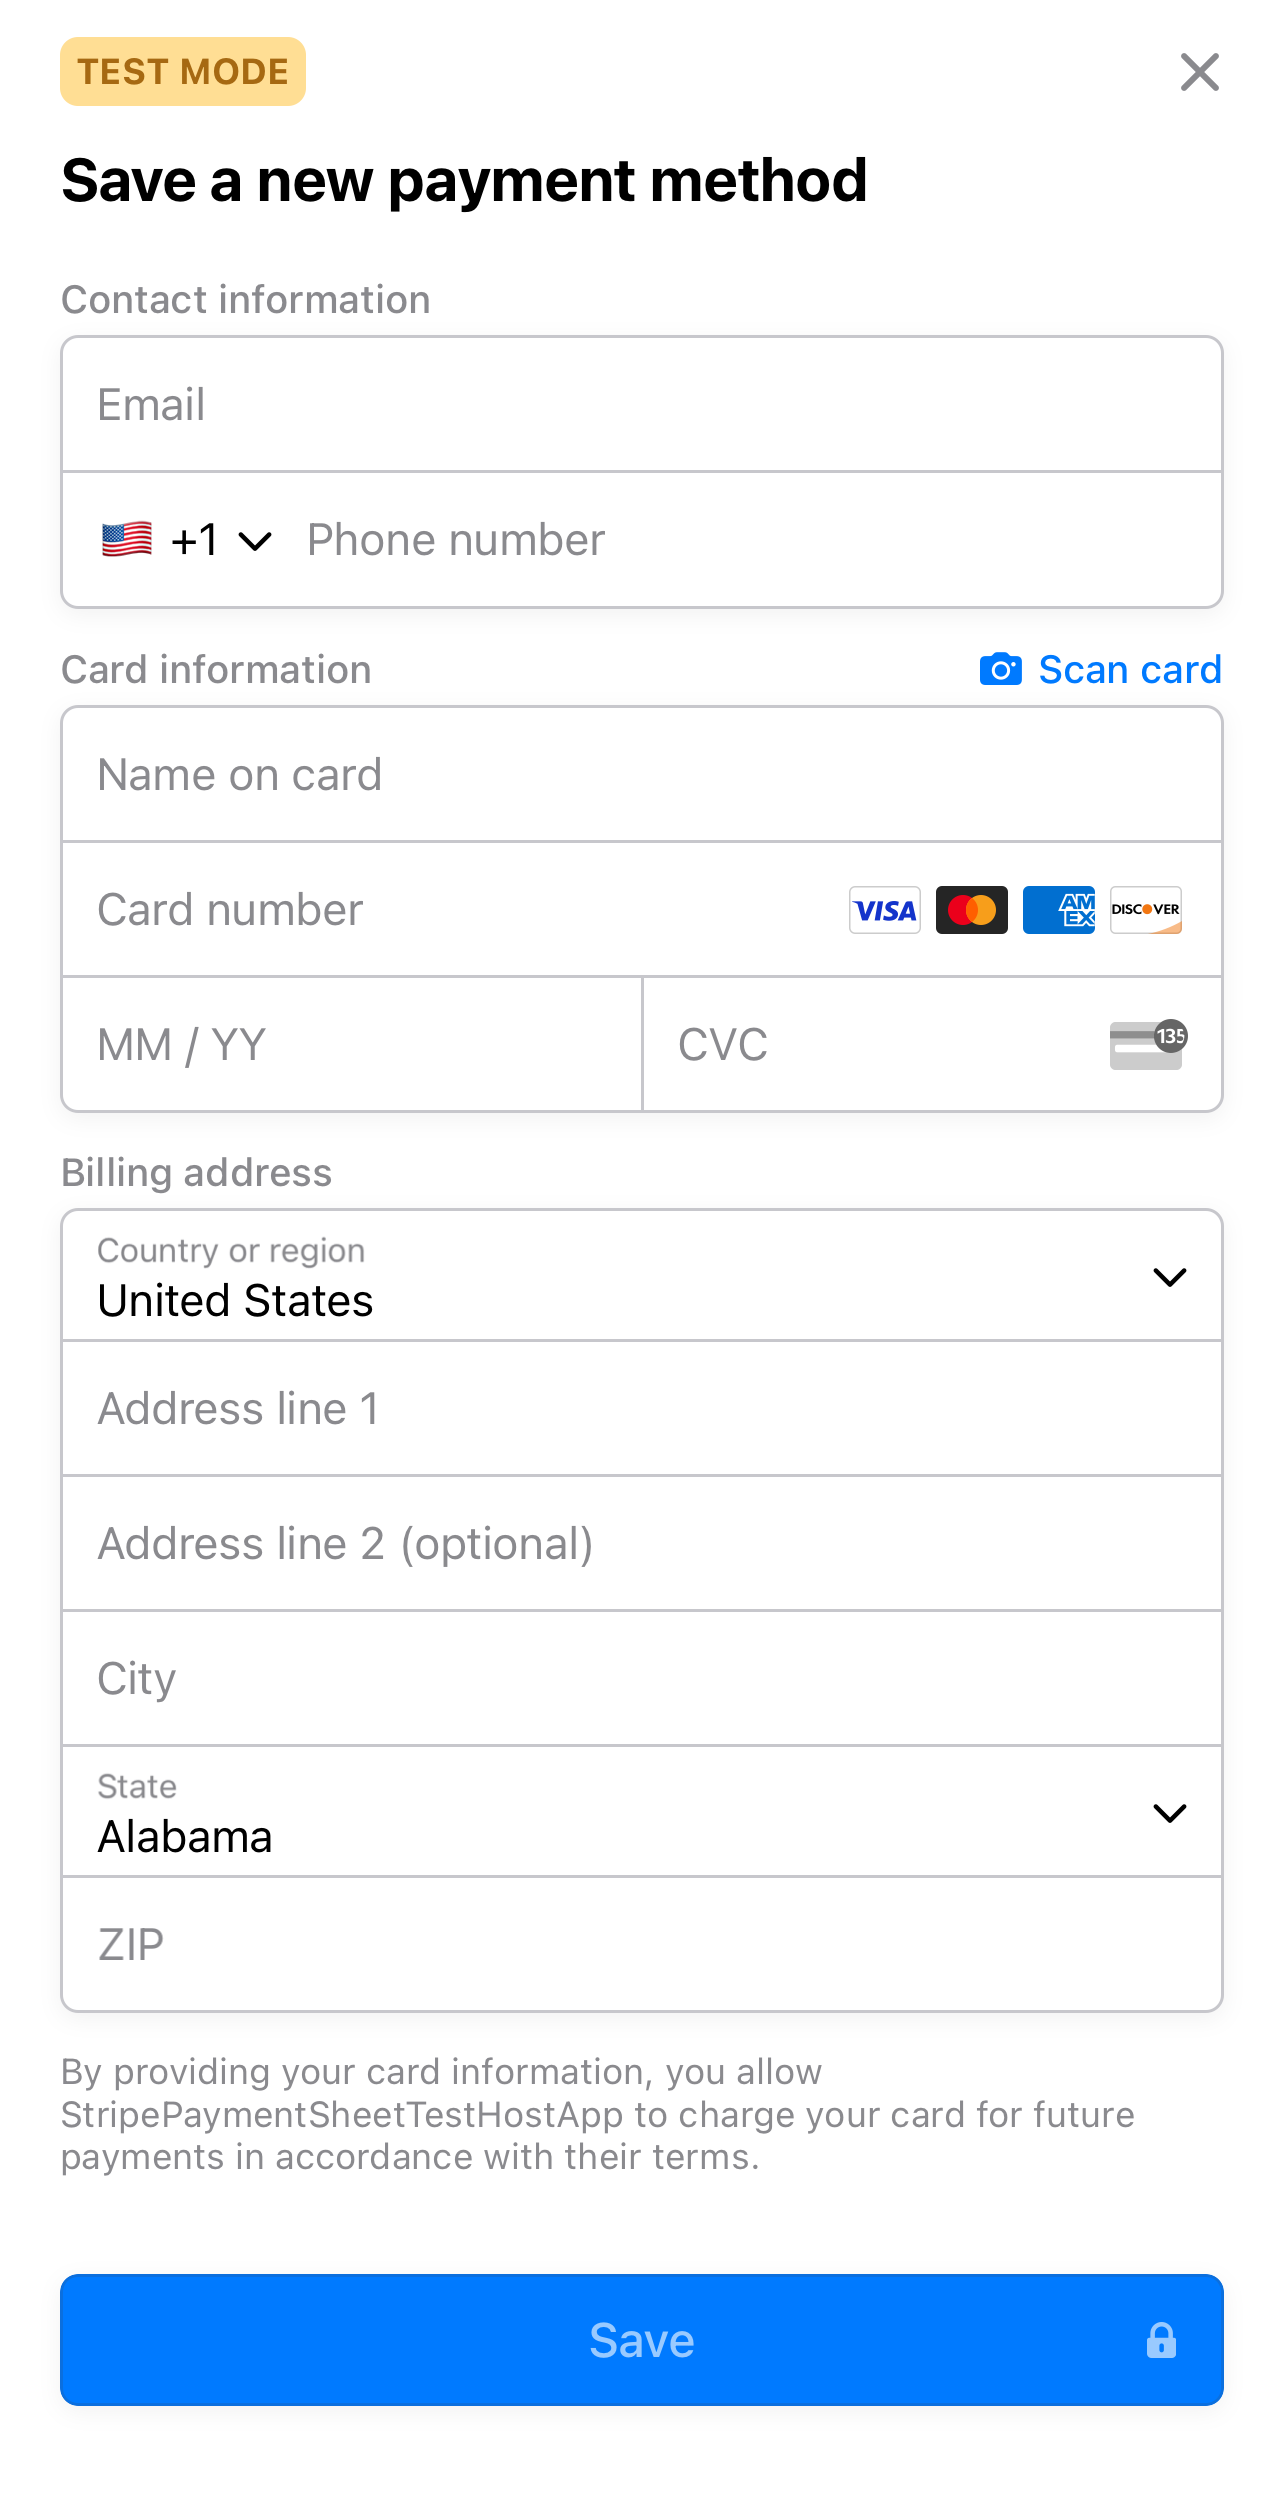 TEST MODE
Save a new payment method
Contact information
Email
+1 Phone number
Card information Scan card
Name on card
Card number VISA AMEX DISCOVER
MM / YY CVC 135
Billing address
Country or region
United States
Address line 1
Address line 2 (optional)
City
State
Alabama
ZIP
By providing your card information, you allow
StripePaymentSheetTestHostApp to charge your card for future
payments in accordance with their terms.
Save